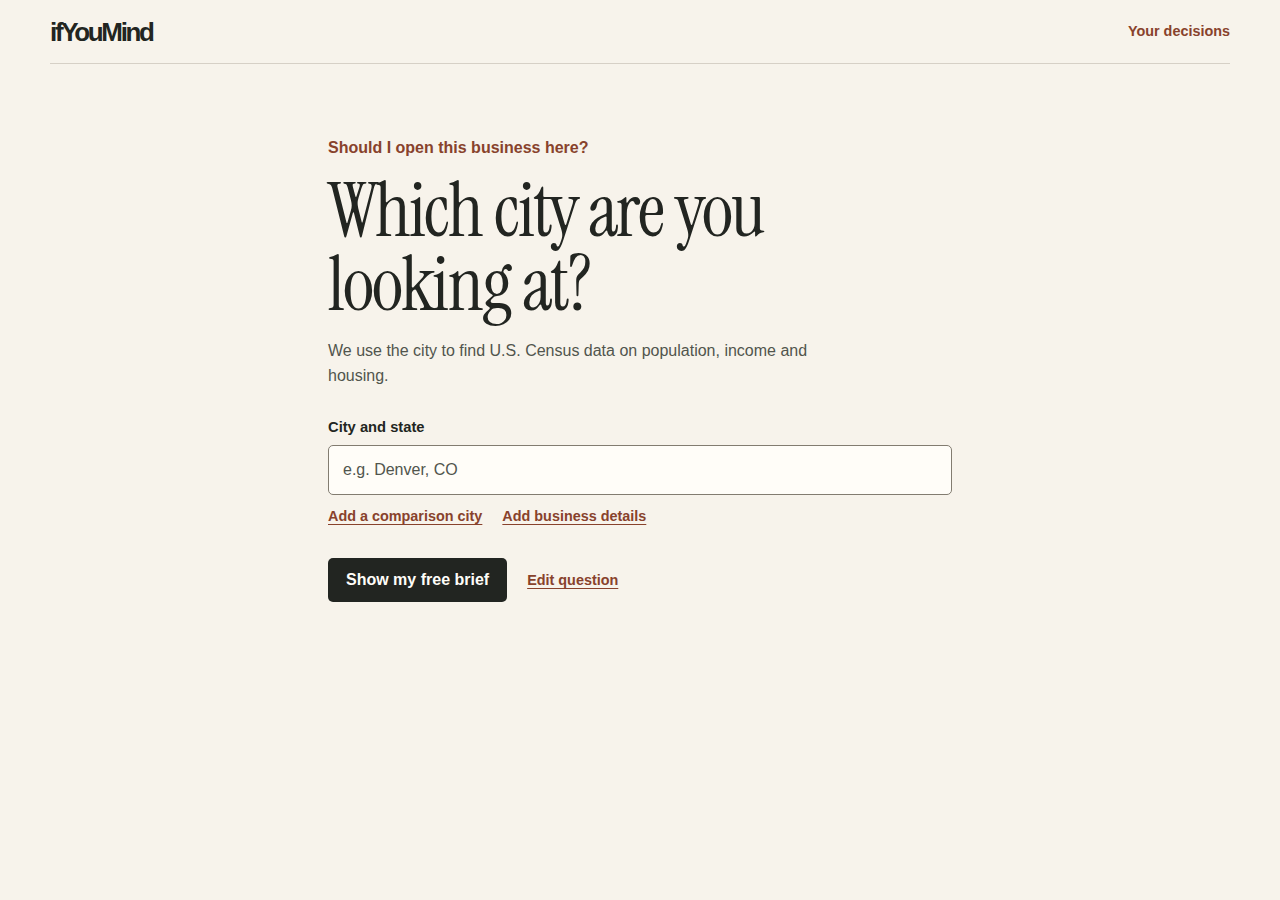 ifYouMind
Your decisions
Should I open this business here?
Which city are you
looking at?
We use the city to find U.S. Census data on population, income and
housing.
City and state
e.g. Denver, CO
Add a comparison city
Add business details
Show my free brief
Edit question